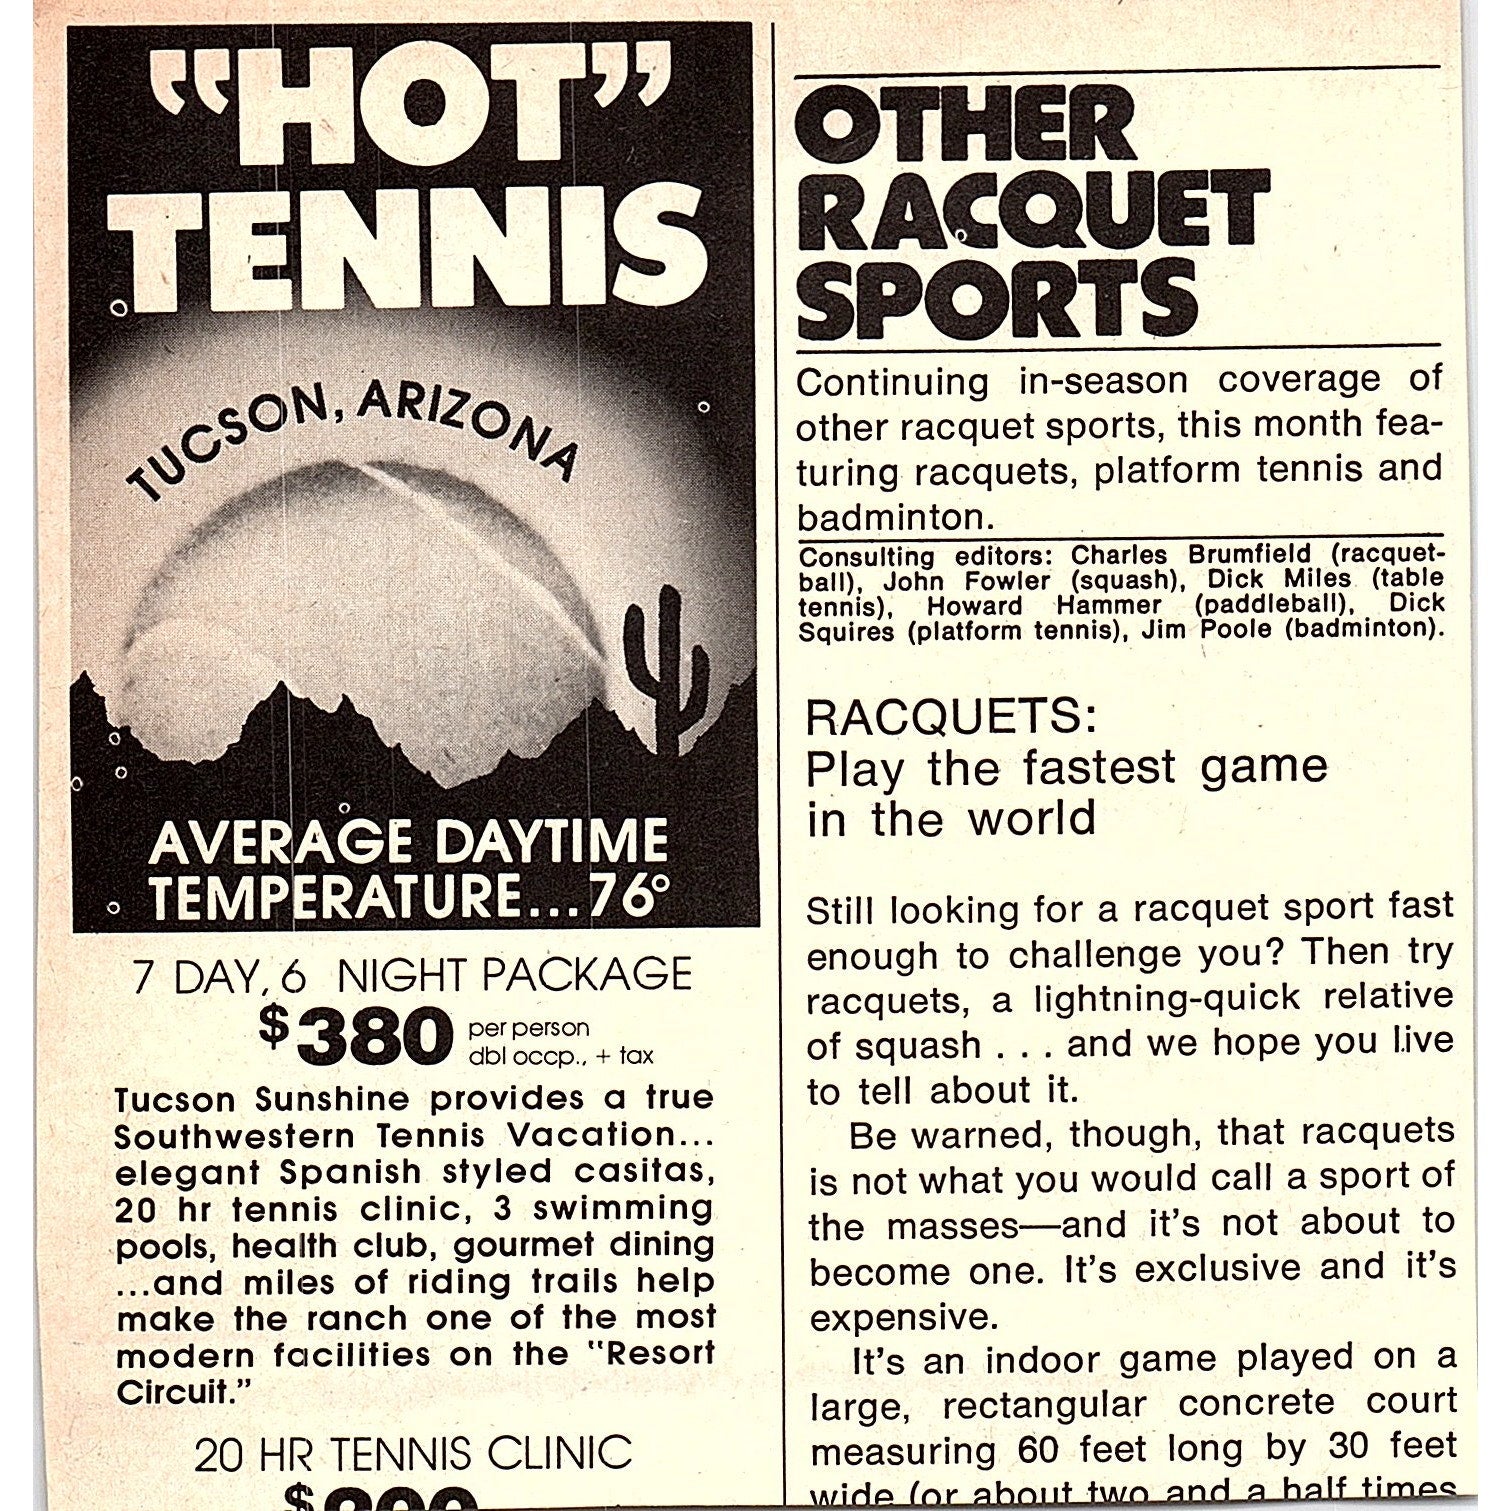 "HOT"
TENNIS
TUCSON, ARIZONA
AVERAGE DAYTIME
TEMPERATURE...76°
7 DAY, 6 NIGHT PACKAGE
$380 per person
dbl occp., + tax
Tucson Sunshine provides a true
Southwestern Tennis Vacation...
elegant Spanish styled casitas,
20 hr tennis clinic, 3 swimming
pools, health club, gourmet dining
...and miles of riding trails help
make the ranch one of the most
modern facilities on the "Resort
Circuit."
20 HR TENNIS CLINIC
OTHER
RACQUET
SPORTS
Continuing in-season coverage of
other racquet sports, this month fea-
turing racquets, platform tennis and
badminton.
Consulting editors: Charles Brumfield (racquet-
ball), John Fowler (squash), Dick Miles (table
tennis), Howard Hammer (paddleball), Dick
Squires (platform tennis), Jim Poole (badminton).
RACQUETS:
Play the fastest game
in the world
Still looking for a racquet sport fast
enough to challenge you? Then try
racquets, a lightning-quick relative
of squash . . . and we hope you live
to tell about it.
Be warned, though, that racquets
is not what you would call a sport of
the masses—and it's not about to
become one. It's exclusive and it's
expensive.
It's an indoor game played on a
large, rectangular concrete court
measuring 60 feet long by 30 feet
wide (or about two and a half times